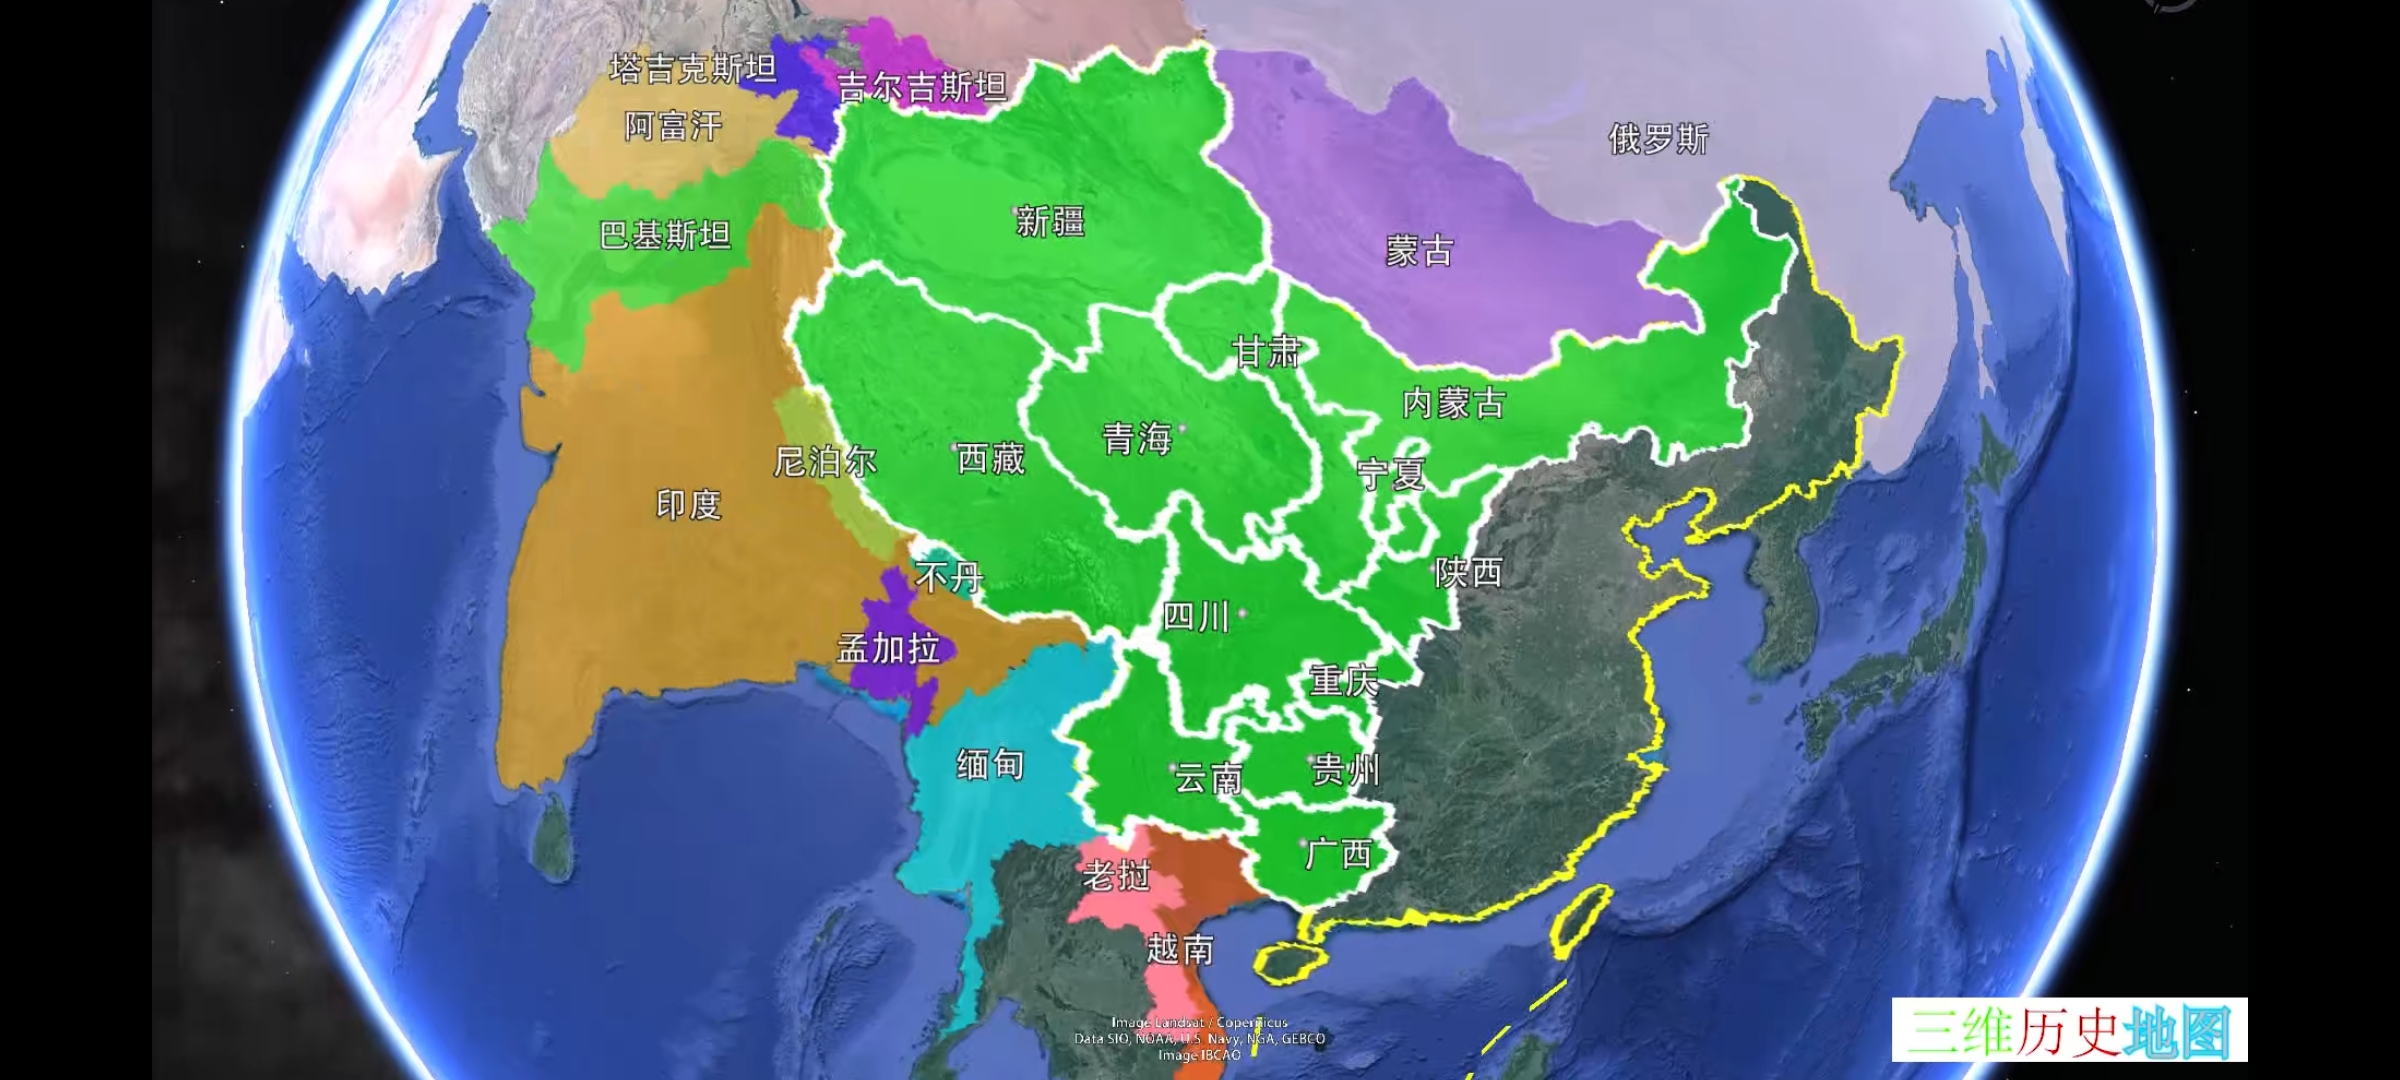 塔吉克斯坦
吉尔吉斯坦
阿富汗
俄罗斯
新疆
巴基斯坦
蒙古
甘肃
内蒙古
青海
西藏
尼泊尔
宁夏
印度
不丹
陕西
四川
孟加拉
重庆
缅甸
云南
贵州
广西
老挝
越南
Image Landsat / Copernicus
Data SIO, NOAA, U.S. Navy, NGA, GEBCO
Image IBCAO
三维历史地图